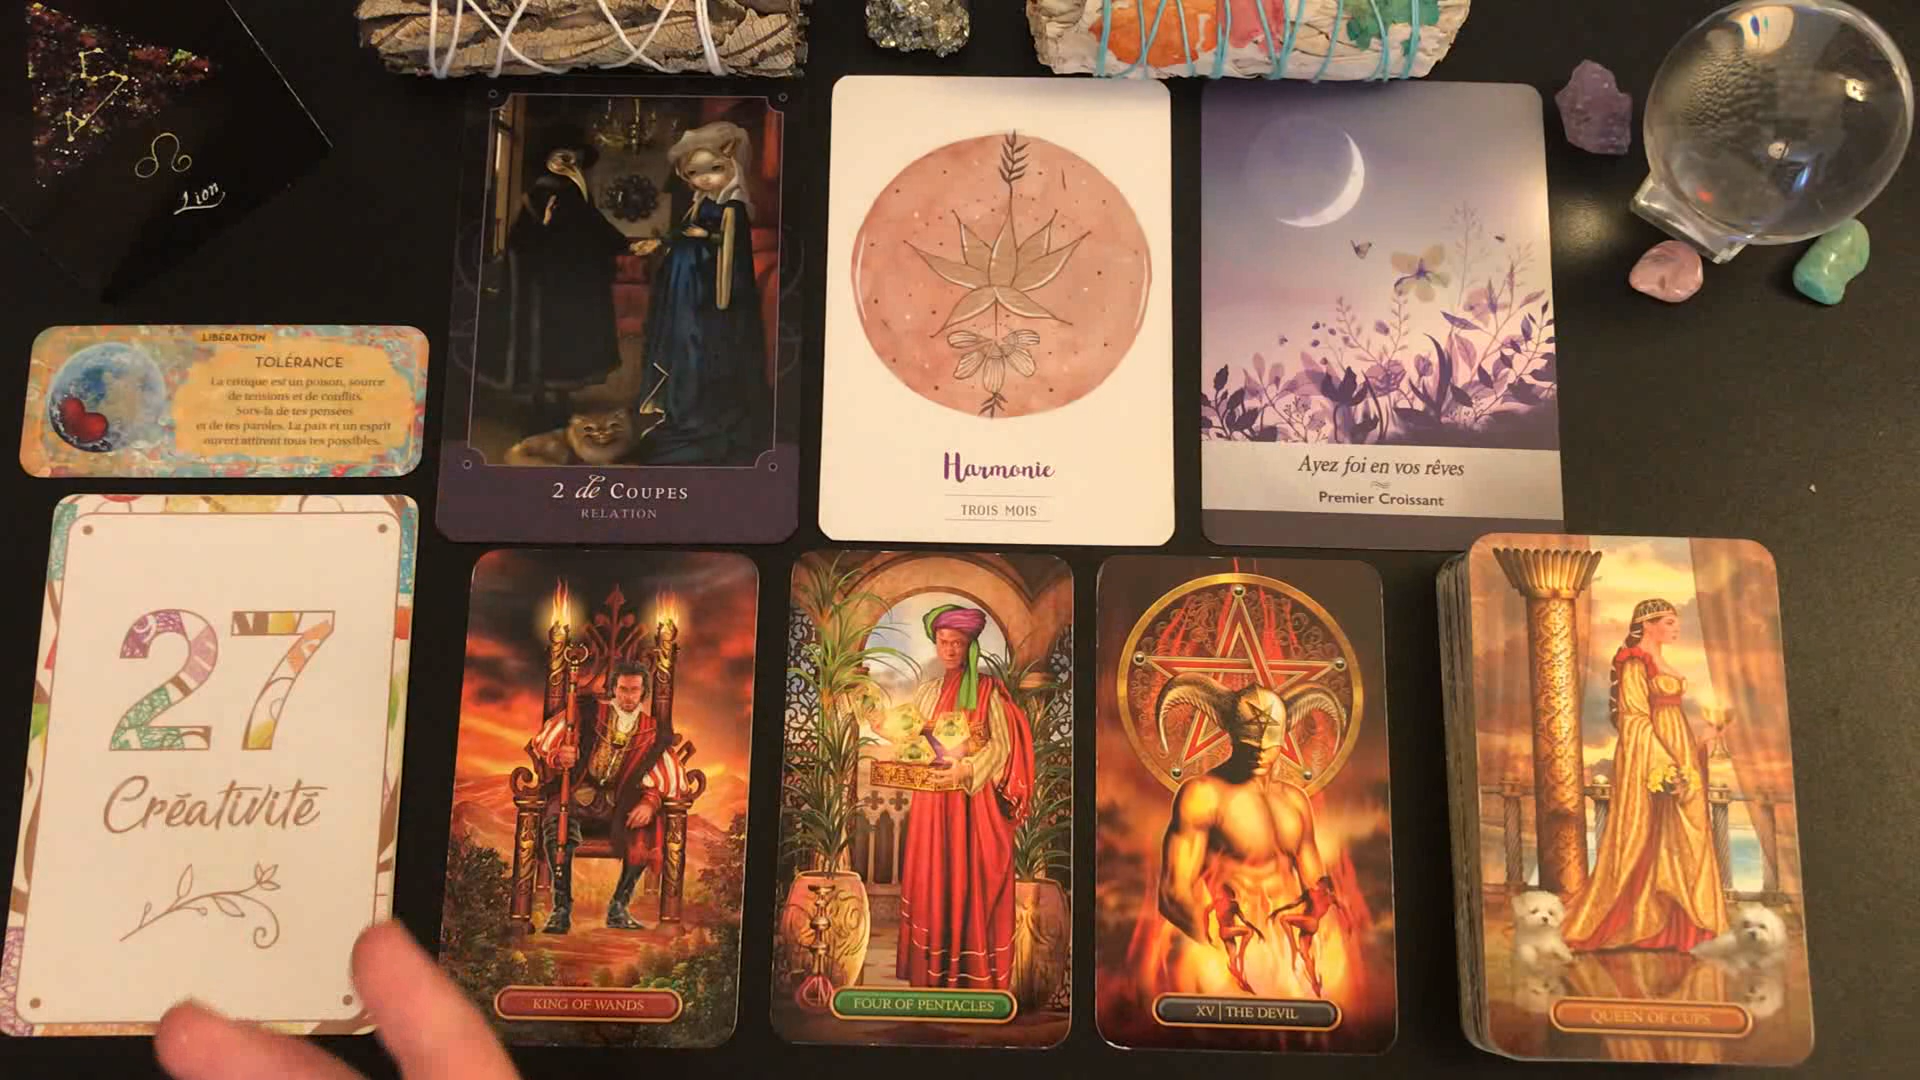 Lion
LIBÉRATION
TOLÉRANCE
La critique est un poison, source
de tensions et de conflits.
Sors-la de tes pensées
et de tes paroles. La paix et un esprit
ouvert attirent tous tes possibles.
2 de COUPES
RELATION
Harmonie
TROIS MOIS
Ayez foi en vos rêves
Premier Croissant
27
Créativité
KING OF WANDS
FOUR OF PENTACLES
XV THE DEVIL
QUEEN OF CUPS